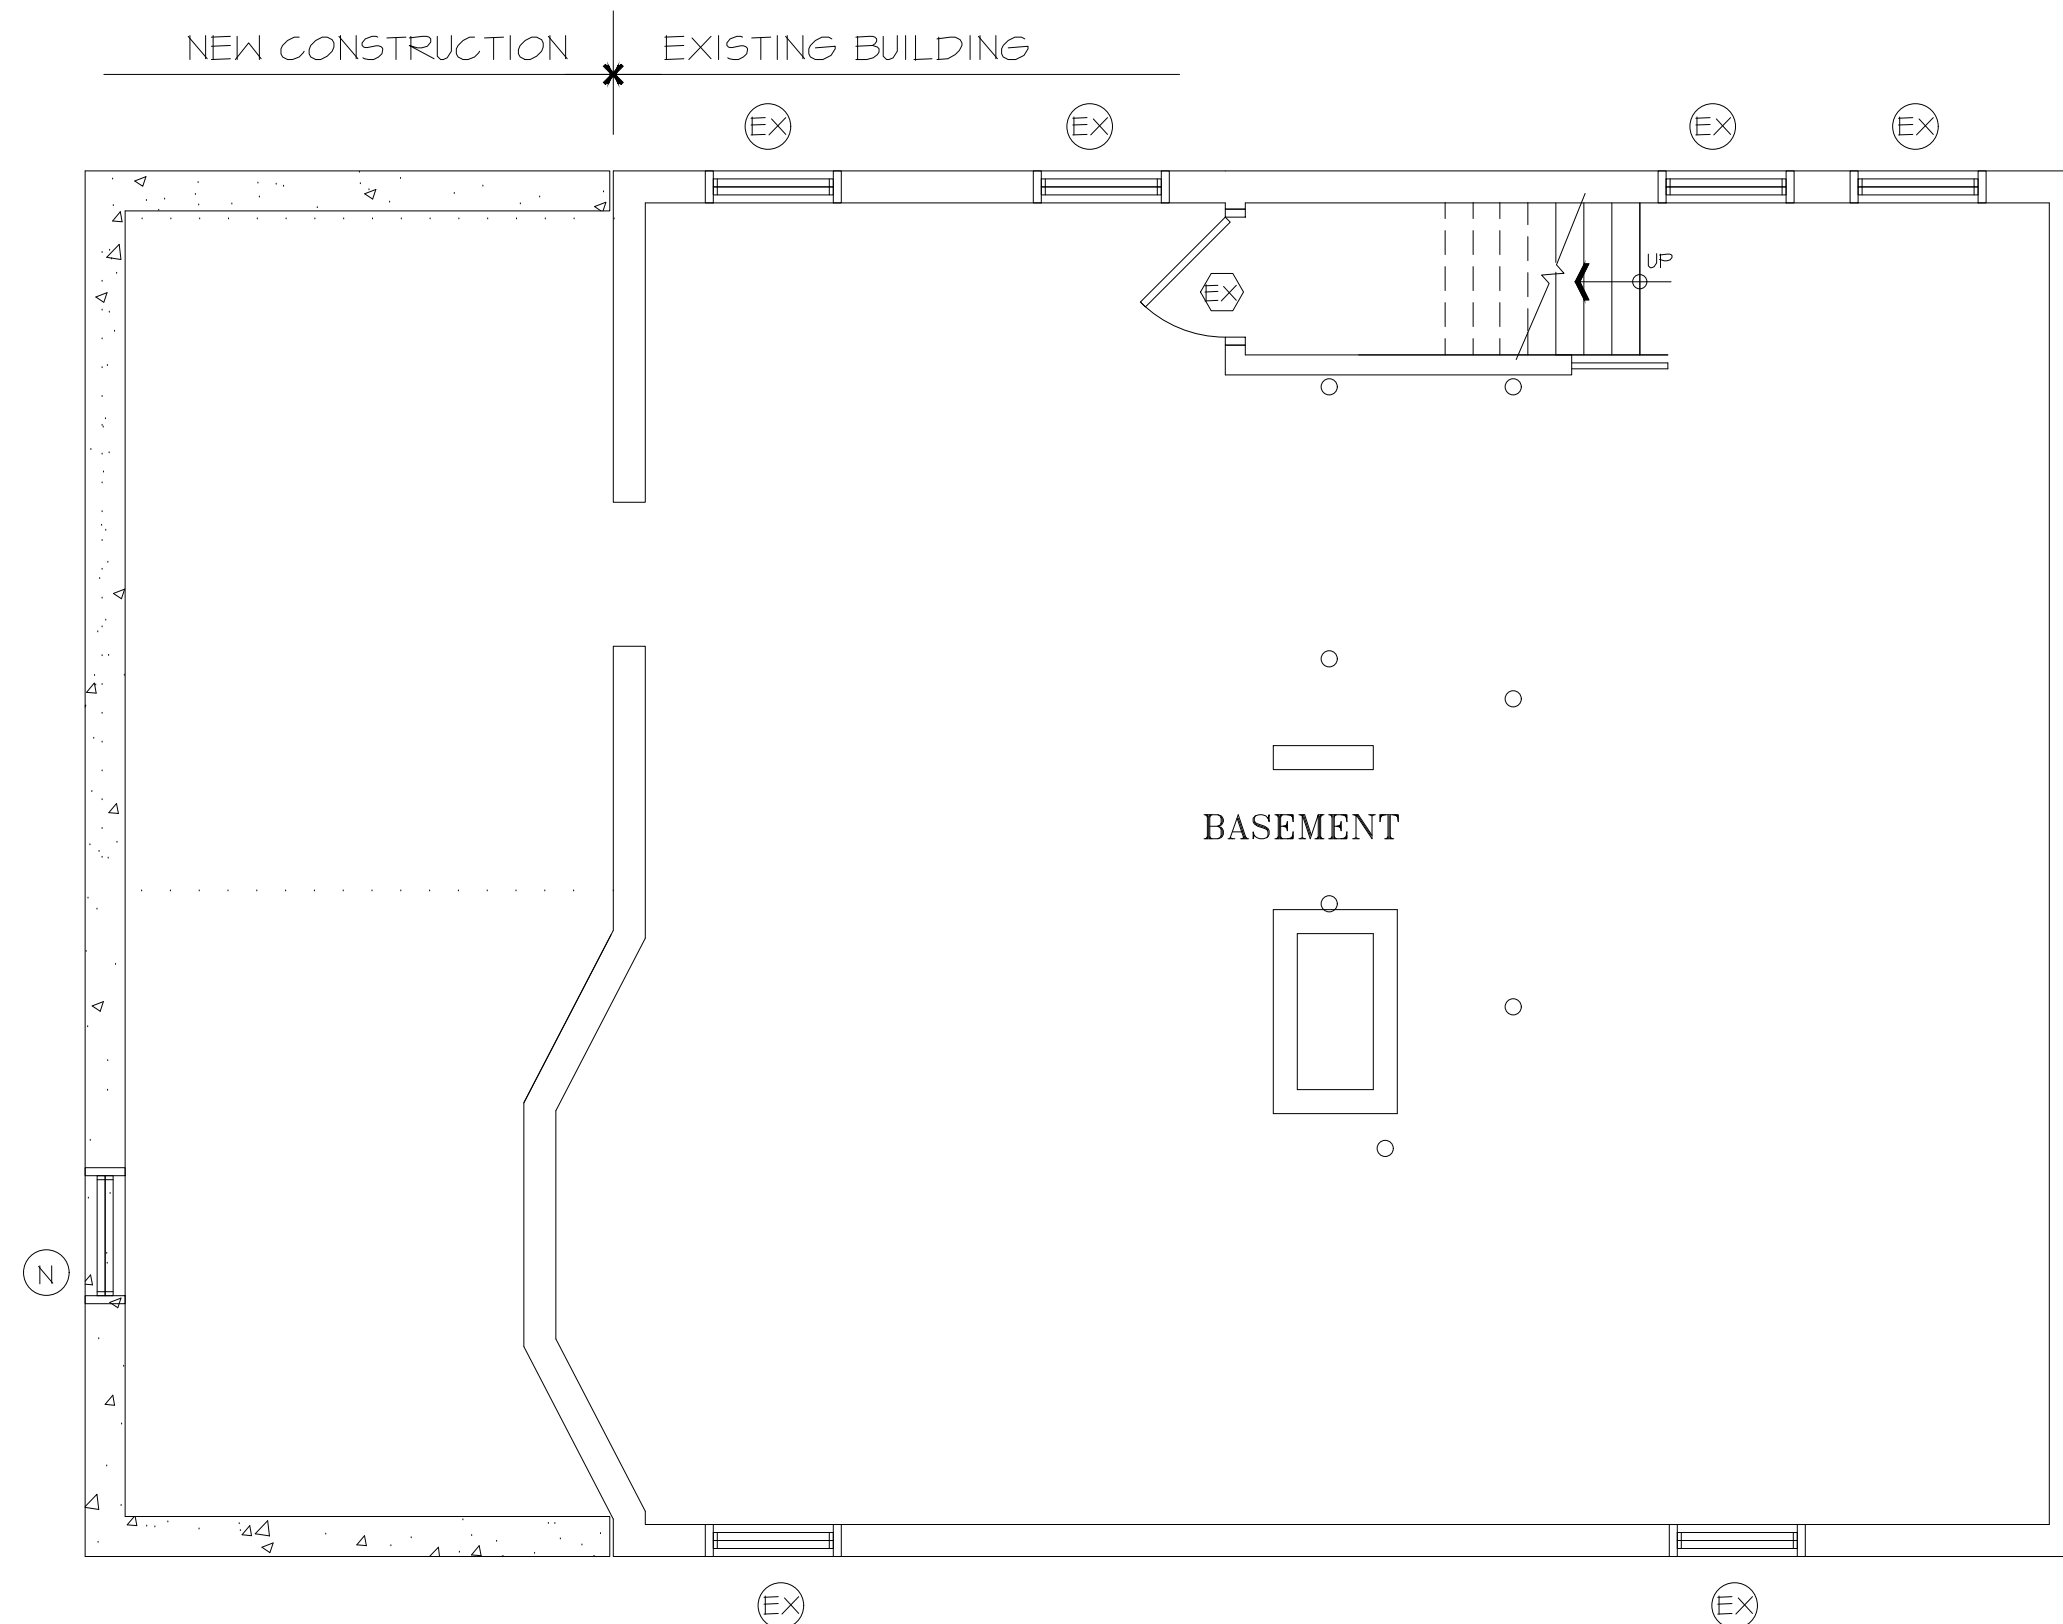 NEW CONSTRUCTION EXISTING BUILDING
EX EX EX EX
UP
EX
BASEMENT
N
EX EX